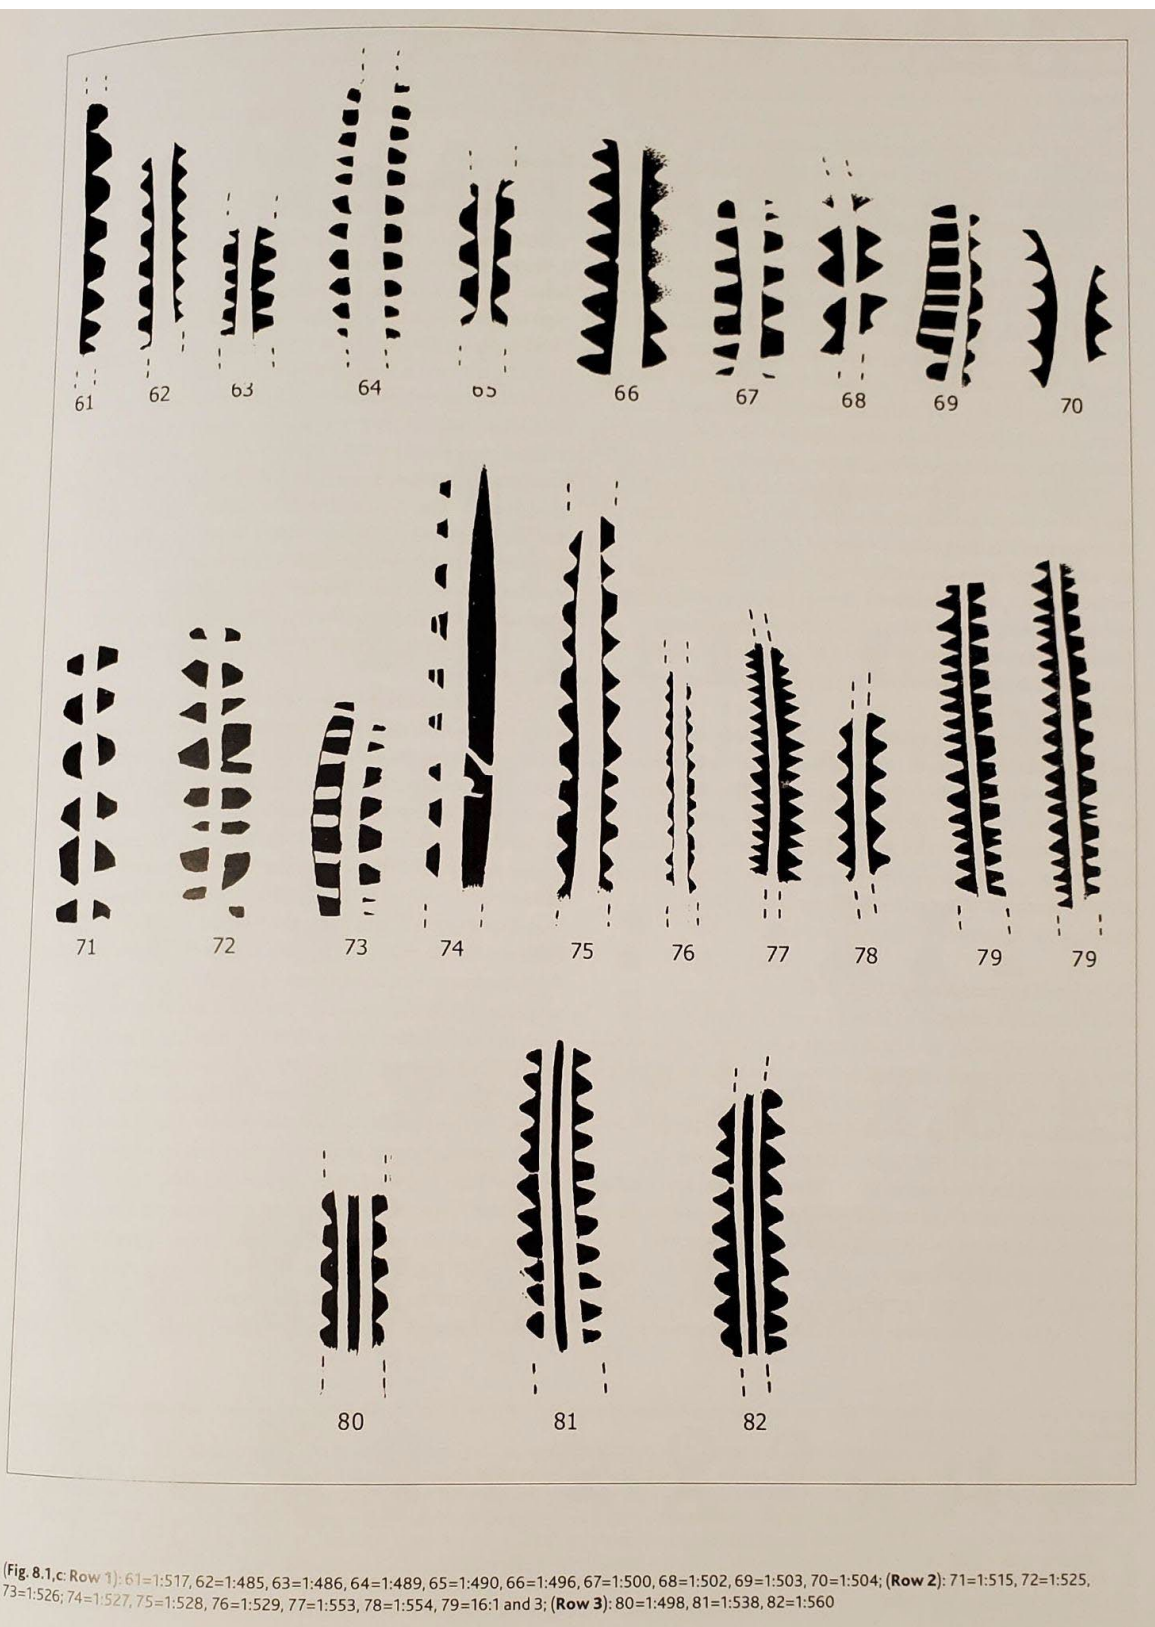 61 62 63 64 65 66 67 68 69 70
71 72 73 74 75 76 77 78 79 79
80 81 82
(Fig. 8.1,c: Row 1): 61=1:517, 62=1:485, 63=1:486, 64=1:489, 65=1:490, 66=1:496, 67=1:500, 68=1:502, 69=1:503, 70=1:504; (Row 2): 71=1:515, 72=1:525,
73=1:526; 74=1:527, 75=1:528, 76=1:529, 77=1:553, 78=1:554, 79=16:1 and 3; (Row 3): 80=1:498, 81=1:538, 82=1:560